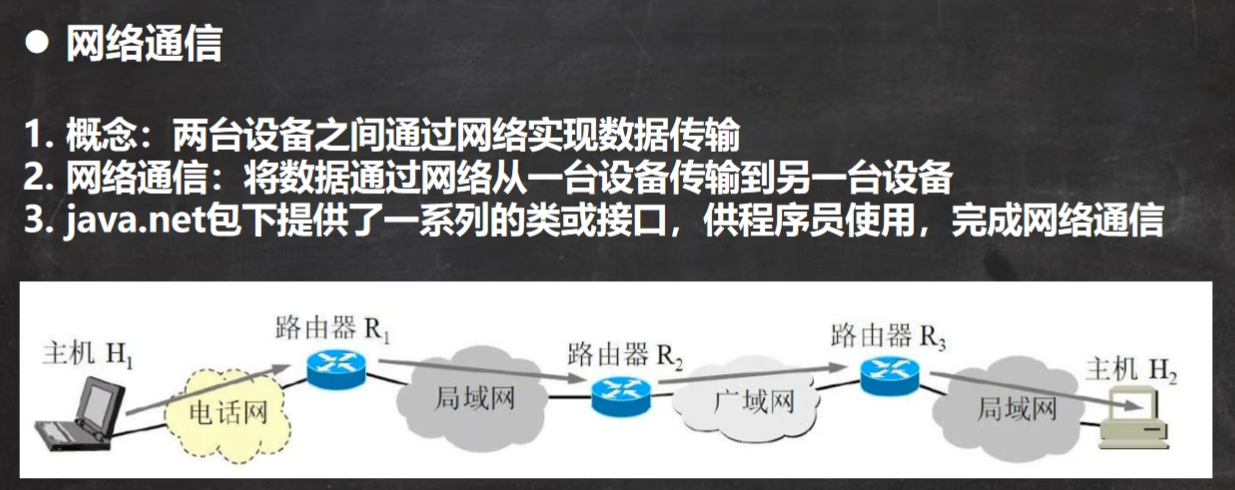 ● 网络通信
1. 概念：两台设备之间通过网络实现数据传输
2. 网络通信：将数据通过网络从一台设备传输到另一台设备
3. java.net包下提供了一系列的类或接口，供程序员使用，完成网络通信
主机 H1
电话网
路由器 R1
局域网
路由器 R2
广域网
路由器 R3
局域网
主机 H2